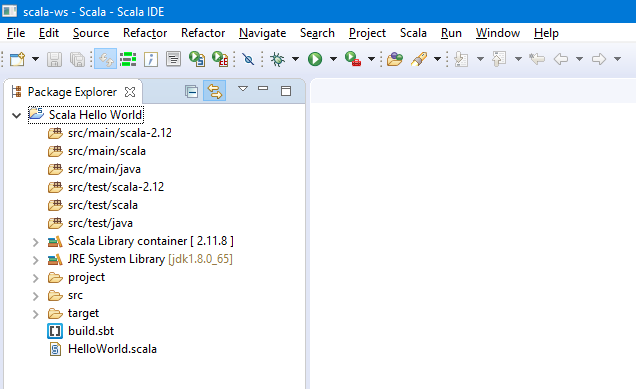 scala-ws - Scala - Scala IDE
File Edit Source Refactor Refactor Navigate Search Project Scala Run Window Help
Package Explorer
Scala Hello World
src/main/scala-2.12
src/main/scala
src/main/java
src/test/scala-2.12
src/test/scala
src/test/java
Scala Library container [ 2.11.8 ]
JRE System Library [jdk1.8.0_65]
project
src
target
build.sbt
HelloWorld.scala